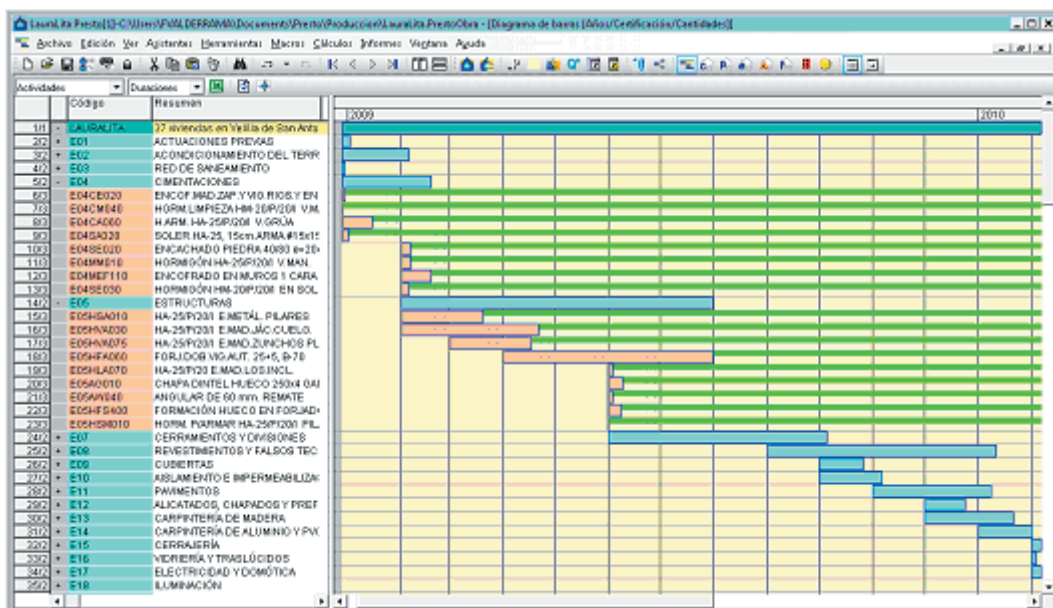 LauraLita Presto[1]-C:\Users\FVALDERRAMA\Documents\Presto\Produccion\LauraLita.PrestoObra - [Diagrama de barras (Años/Certificación/Cantidades)]
Archivo Edición Ver Asistentes Herramientas Macros Cálculos Informes Ventana Ayuda
Actividades Duraciones
Código Resumen 2009 2010
1/1 - LAURALITA 37 viviendas en Velilla de San Anto
2/2 + E01 ACTUACIONES PREVIAS
3/2 + E02 ACONDICIONAMIENTO DEL TERR
4/2 + E03 RED DE SANEAMIENTO
5/2 - E04 CIMENTACIONES
6/3 E04CE020 ENCOF.MAD.ZAP.Y VIG.RIOS.Y EN
7/3 E04CM040 HORM.LIMPIEZA HM-20/P/20/I V.MA
8/3 E04CA060 H.ARM. HA-25/P/20/I V.GRÚA
9/3 E04SA020 SOLER.HA-25, 15cm.ARMA.#15x15
10/3 E04SE020 ENCACHADO PIEDRA 40/80 e=20
11/3 E04MM010 HORMIGÓN HA-25/P/20/I V.MAN.
12/3 E04MEF110 ENCOFRADO EN MUROS 1 CARA
13/3 E04SE030 HORMIGÓN HM-20/P/20/I EN SOL
14/2 - E05 ESTRUCTURAS
15/3 E05HSA010 HA-25/P/20/I E.METÁL. PILARES
16/3 E05HVA030 HA-25/P/20/I E.MAD.JÁC.CUELG.
17/3 E05HVA075 HA-25/P/20/I E.MAD.ZUNCHOS PL
18/3 E05HFA060 FORJ.DOB.VIG.AUT. 25+5, B-70
19/3 E05HLA070 HA-25/P/20 E.MAD.LOS.INCL.
20/3 E05AG010 CHAPA DINTEL HUECO 250x4 GAL
21/3 E05AW040 ANGULAR DE 60 mm. REMATE
22/3 E05HFS400 FORMACIÓN HUECO EN FORJAD
23/3 E05HSM010 HORM. P/ARMAR HA-25/P/20/I PIL.
24/2 + E07 CERRAMIENTOS Y DIVISIONES
25/2 + E08 REVESTIMIENTOS Y FALSOS TEC
26/2 + E09 CUBIERTAS
27/2 + E10 AISLAMIENTO E IMPERMEABILIZA
28/2 + E11 PAVIMENTOS
29/2 + E12 ALICATADOS, CHAPADOS Y PREF
30/2 + E13 CARPINTERÍA DE MADERA
31/2 + E14 CARPINTERÍA DE ALUMINIO Y PVC
32/2 + E15 CERRAJERÍA
33/2 + E16 VIDRIERÍA Y TRASLÚCIDOS
34/2 + E17 ELECTRICIDAD Y DOMÓTICA
35/2 + E18 ILUMINACIÓN